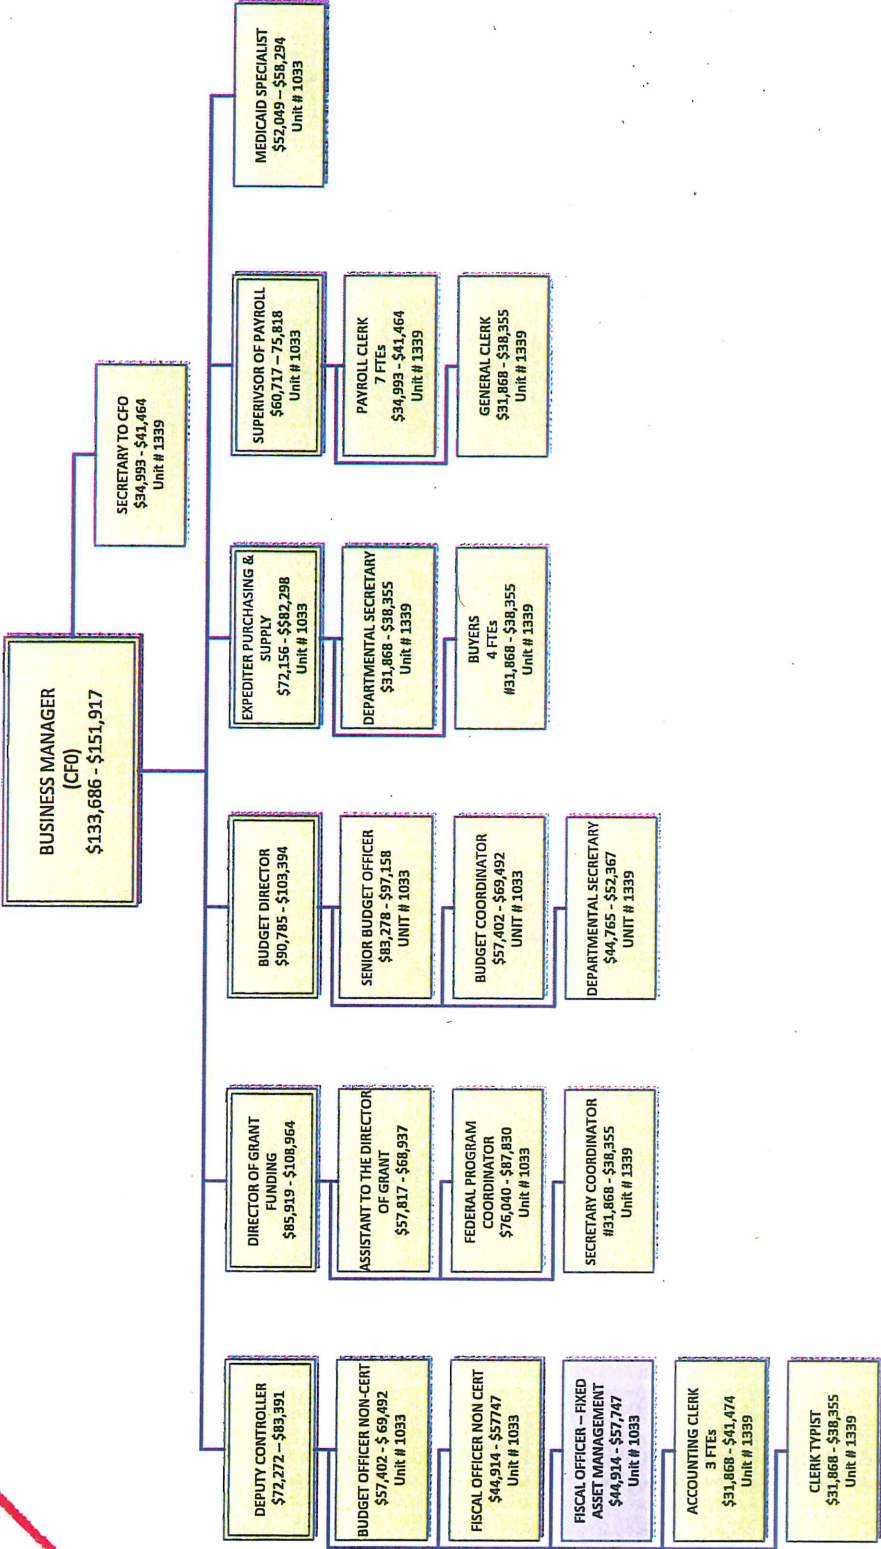 BUSINESS MANAGER
(CFO)
$133,686 - $151,917
SECRETARY TO CFO
$34,993 - $41,464
Unit # 1339
DEPUTY CONTROLLER
$72,272 – $83,391
BUDGET OFFICER NON-CERT
$57,402 - $ 69,492
Unit # 1033
FISCAL OFFICER NON CERT
$44,914 - $57747
Unit # 1033
FISCAL OFFICER – FIXED
ASSET MANAGEMENT
$44,914 - $57,747
Unit # 1033
ACCOUNTING CLERK
3 FTEs
$31,868 - $41,474
Unit # 1339
CLERK TYPIST
$31,868 - $38,355
Unit # 1339
DIRECTOR OF GRANT
FUNDING
$85,919 - $108,964
ASSISTANT TO THE DIRECTOR
OF GRANT
$57,817 - $68,937
FEDERAL PROGRAM
COORDINATOR
$76,040 - $87,830
Unit # 1033
SECRETARY COORDINATOR
#31,868 - $38,355
Unit # 1339
BUDGET DIRECTOR
$90,785 - $103,394
SENIOR BUDGET OFFICER
$83,278 - $97,158
UNIT # 1033
BUDGET COORDINATOR
$57,402 - $69,492
UNIT # 1033
DEPARTMENTAL SECRETARY
$44,765 - $52,367
UNIT # 1339
EXPEDITER PURCHASING &
SUPPLY
$72,156 - $$82,298
Unit # 1033
DEPARTMENTAL SECRETARY
$31,868 - $38,355
Unit # 1339
BUYERS
4 FTEs
#31,868 - $38,355
Unit # 1339
SUPERIVSOR OF PAYROLL
$60,717 – 75,818
Unit # 1033
PAYROLL CLERK
7 FTEs
$34,993 - $41,464
Unit # 1339
GENERAL CLERK
$31,868 - $38,355
Unit # 1339
MEDICAID SPECIALIST
$52,049 – $58,294
Unit # 1033